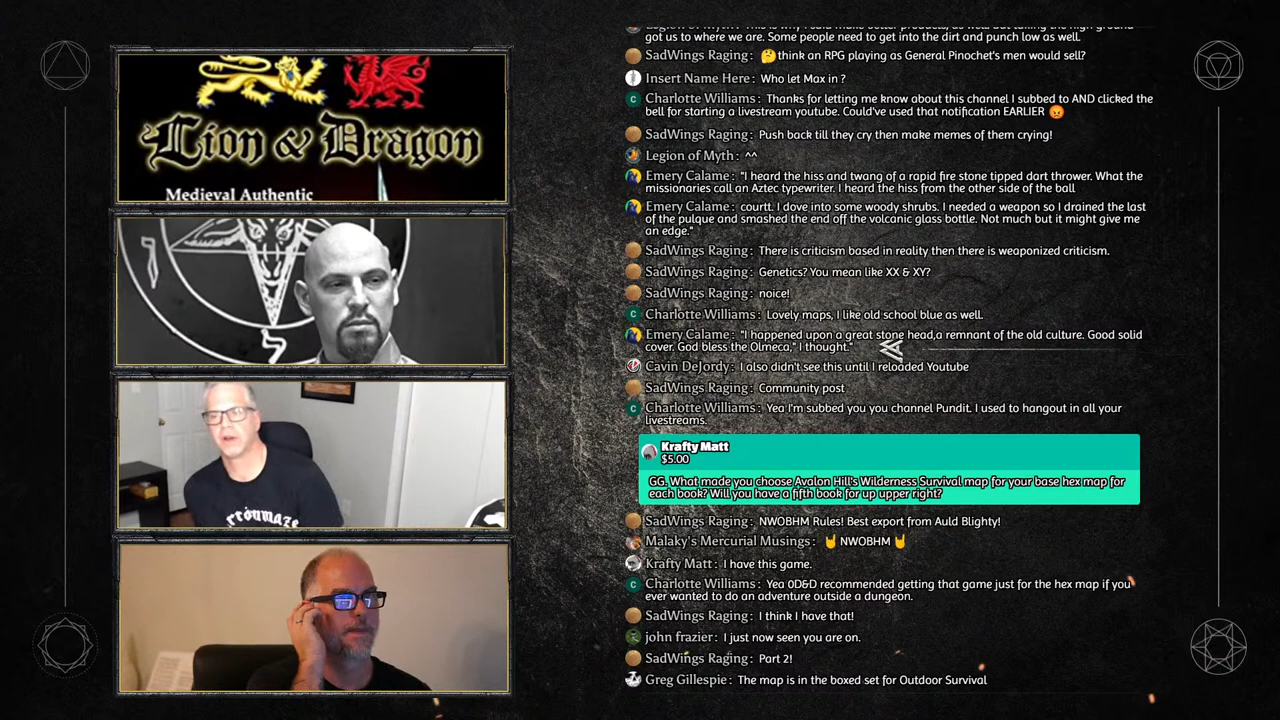 Lion & Dragon
Medieval Authentic
got us to where we are. Some people need to get into the dirt and punch low as well.
SadWings Raging: 🤔 think an RPG playing as General Pinochet's men would sell?
Insert Name Here: Who let Max in ?
C Charlotte Williams: Thanks for letting me know about this channel I subbed to AND clicked the
bell for starting a livestream youtube. Could've used that notification EARLIER 😡
SadWings Raging: Push back till they cry then make memes of them crying!
Legion of Myth: ^^
Emery Calame: "I heard the hiss and twang of a rapid fire stone tipped dart thrower. What the
missionaries call an Aztec typewriter. I heard the hiss from the other side of the ball
Emery Calame: courtt. I dove into some woody shrubs. I needed a weapon so I drained the last
of the pulque and smashed the end off the volcanic glass bottle. Not much but it might give me
an edge."
SadWings Raging: There is criticism based in reality then there is weaponized criticism.
SadWings Raging: Genetics? You mean like XX & XY?
SadWings Raging: noice!
C Charlotte Williams: Lovely maps, I like old school blue as well.
Emery Calame: "I happened upon a great stone head,a remnant of the old culture. Good solid
cover. God bless the Olmeca," I thought."
Cavin DeJordy: I also didn't see this until I reloaded Youtube
SadWings Raging: Community post
C Charlotte Williams: Yea I'm subbed you you channel Pundit. I used to hangout in all your
livestreams.
Krafty Matt
$5.00
GG. What made you choose Avalon Hill's Wilderness Survival map for your base hex map for
each book? Will you have a fifth book for up upper right?
SadWings Raging: NWOBHM Rules! Best export from Auld Blighty!
Malaky's Mercurial Musings: 🤘 NWOBHM 🤘
Krafty Matt: I have this game.
C Charlotte Williams: Yea 0D&D recommended getting that game just for the hex map if you
ever wanted to do an adventure outside a dungeon.
SadWings Raging: I think I have that!
john frazier: I just now seen you are on.
SadWings Raging: Part 2!
Greg Gillespie: The map is in the boxed set for Outdoor Survival